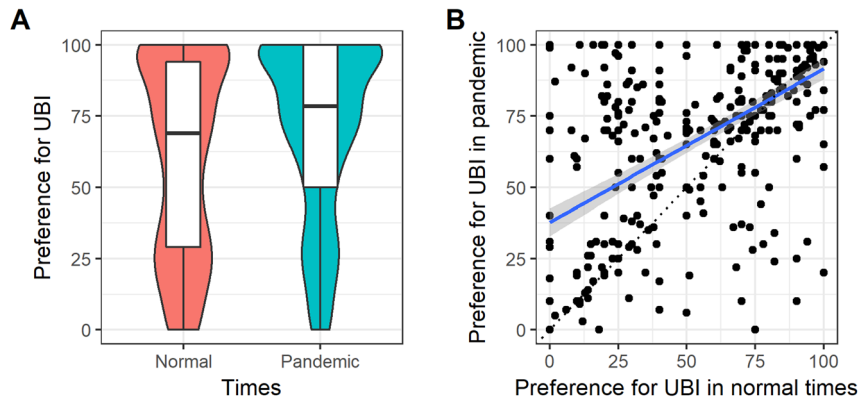 A
Preference for UBI
100
75
50
25
0
Normal Pandemic
Times
B
Preference for UBI in pandemic
100
75
50
25
0
0 25 50 75 100
Preference for UBI in normal times